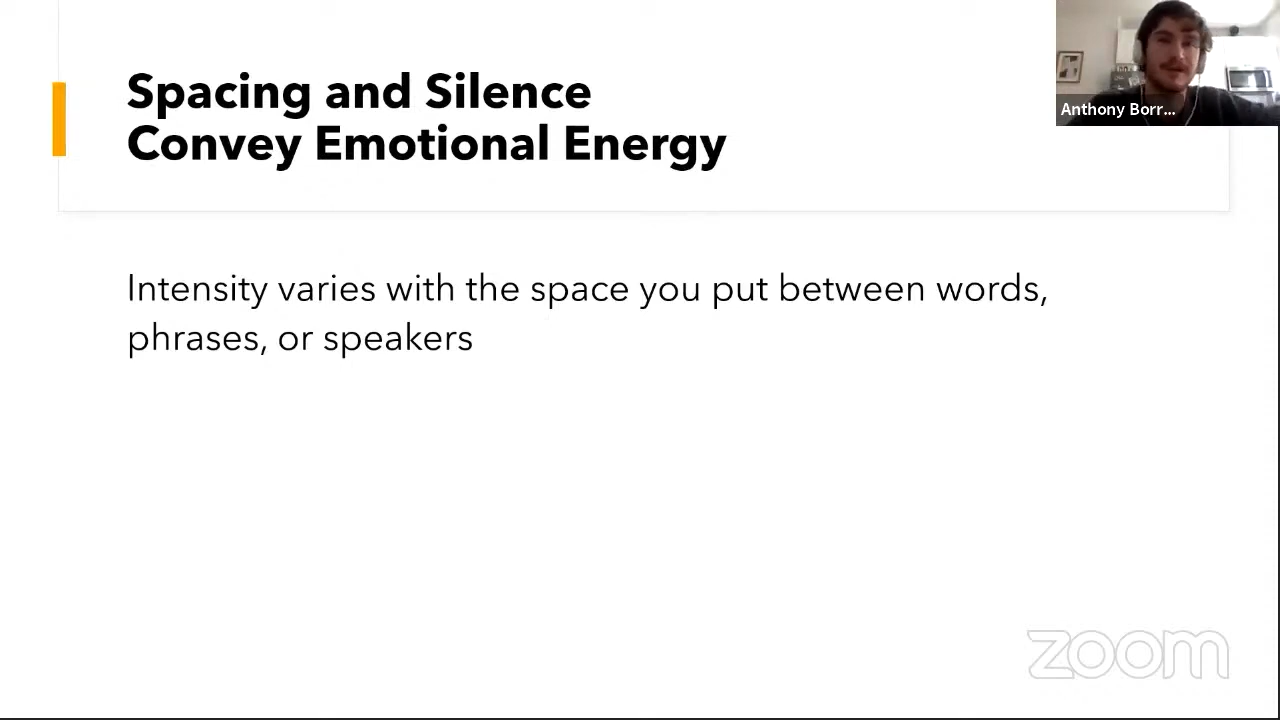 Spacing and Silence
Convey Emotional Energy
Anthony Borr...
Intensity varies with the space you put between words,
phrases, or speakers
zoom